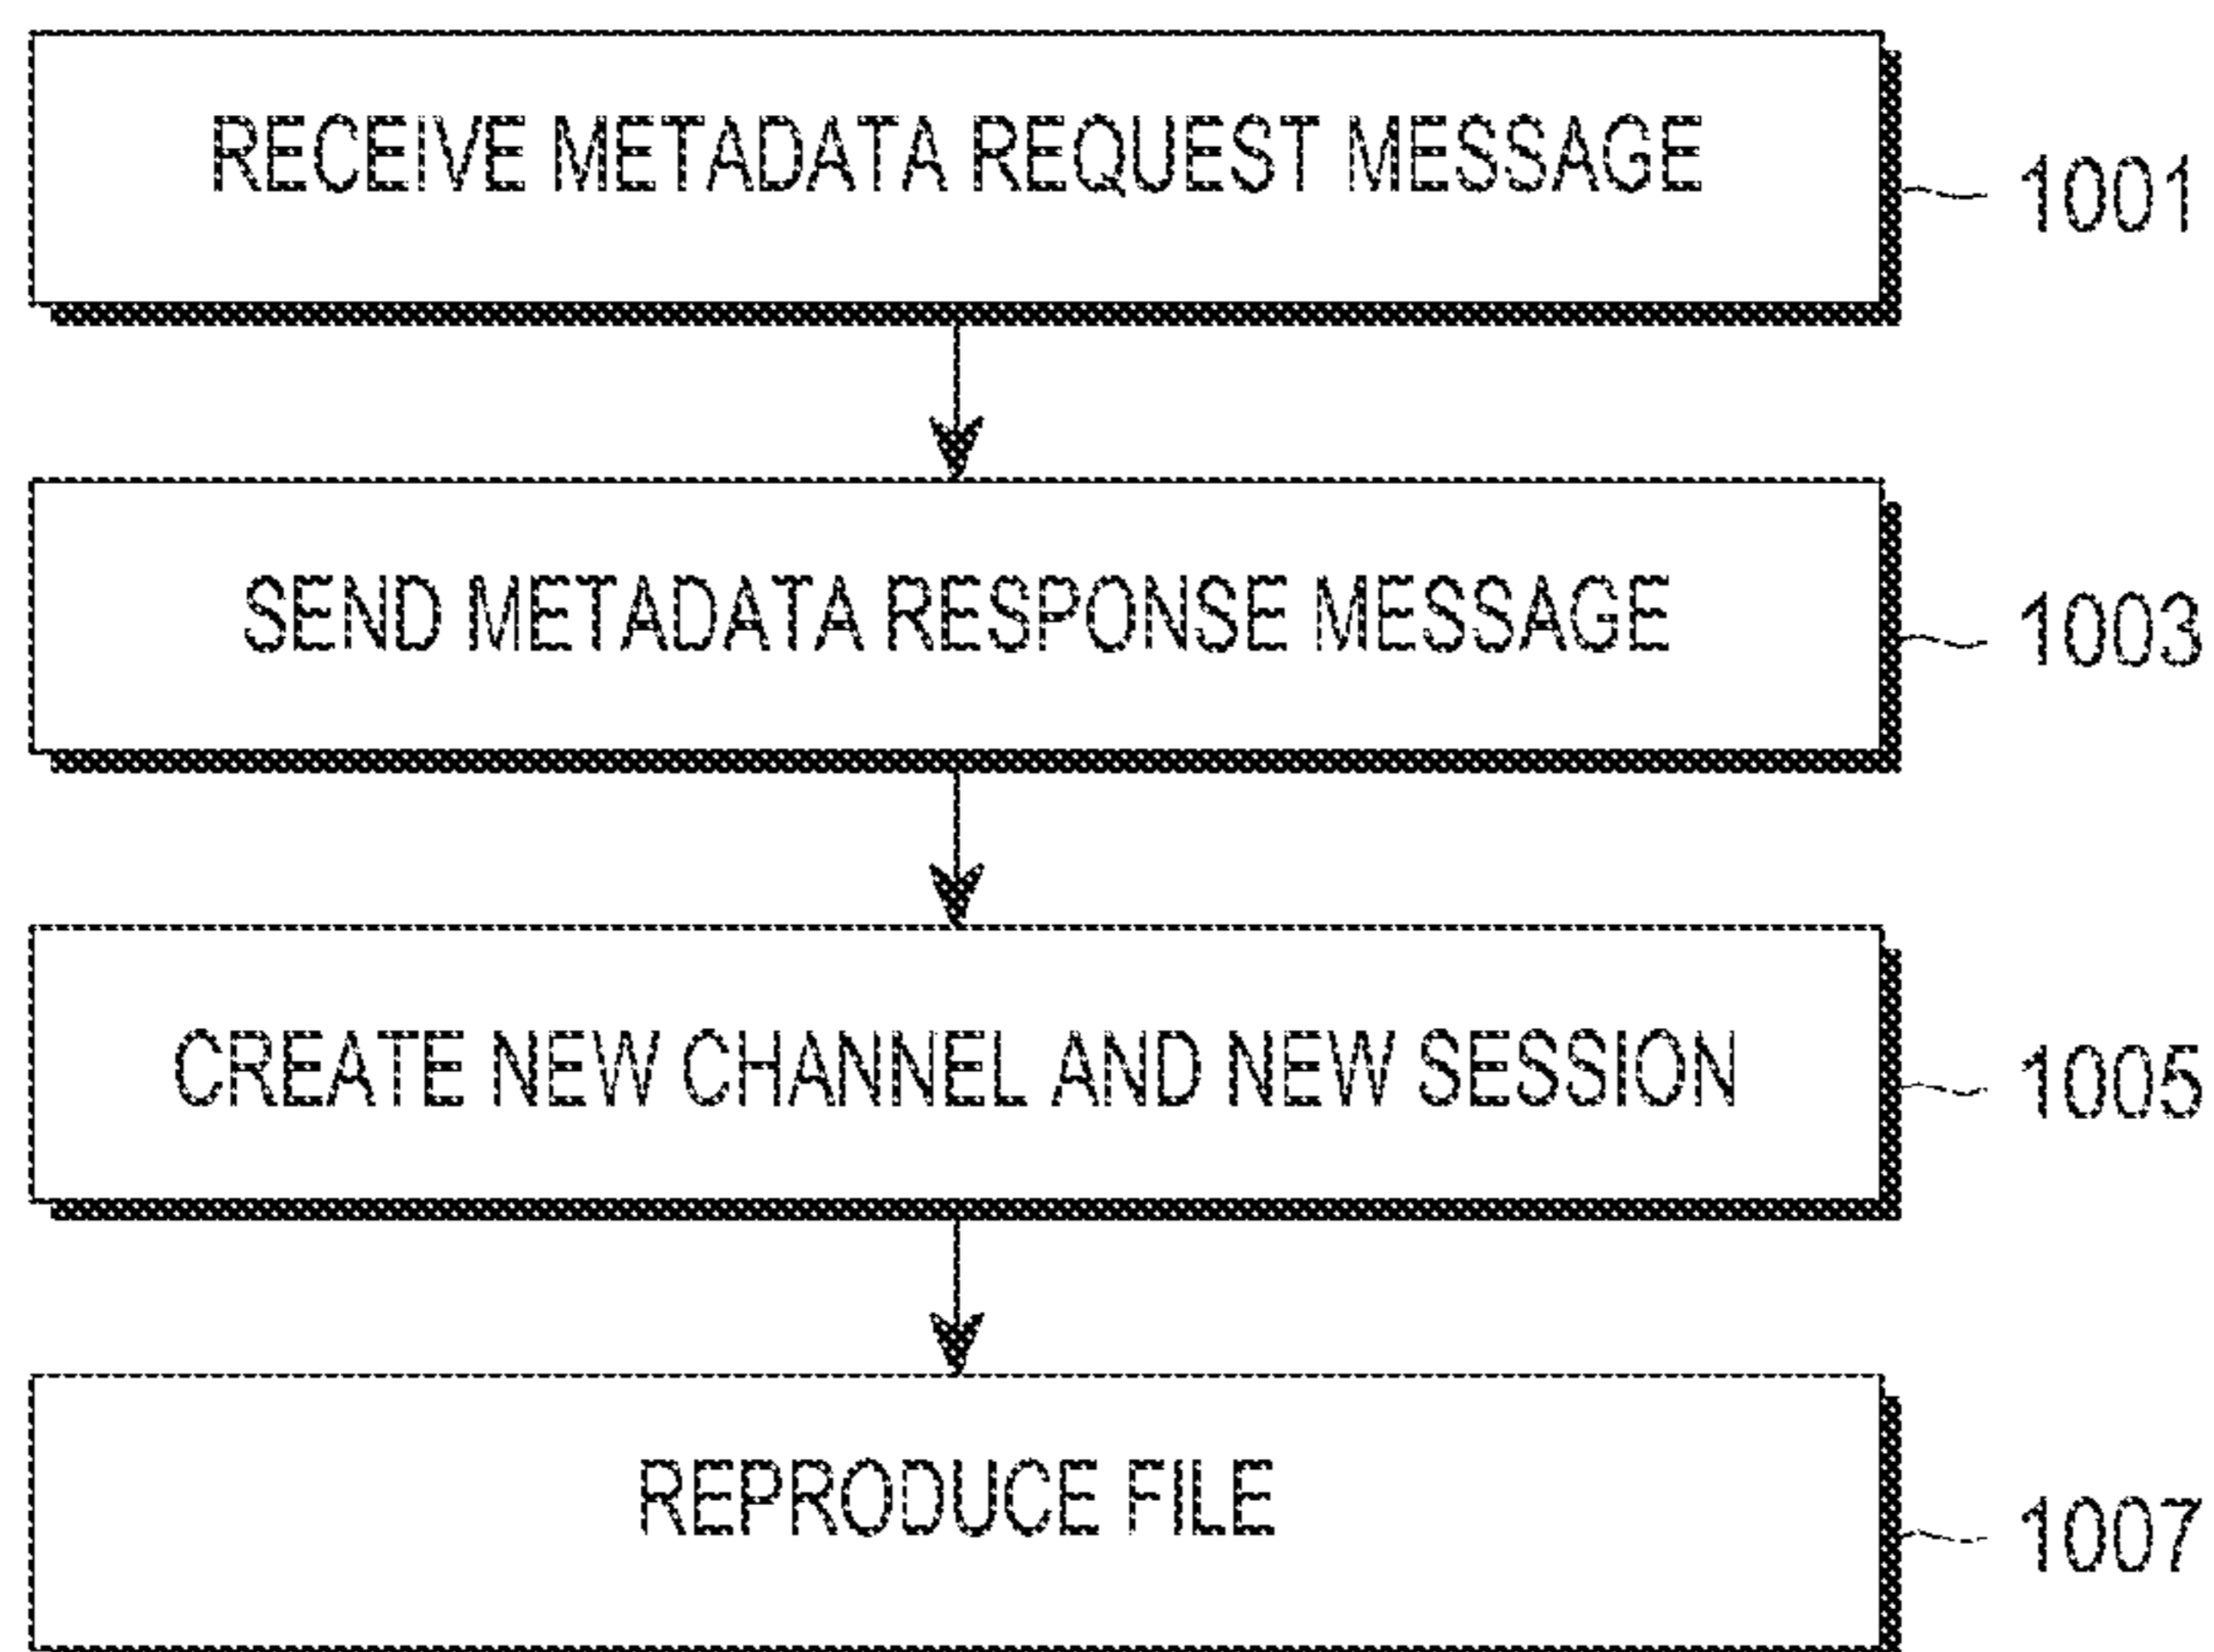 RECEIVE METADATA REQUEST MESSAGE
1001
SEND METADATA RESPONSE MESSAGE
1003
CREATE NEW CHANNEL AND NEW SESSION
1005
REPRODUCE FILE
1007